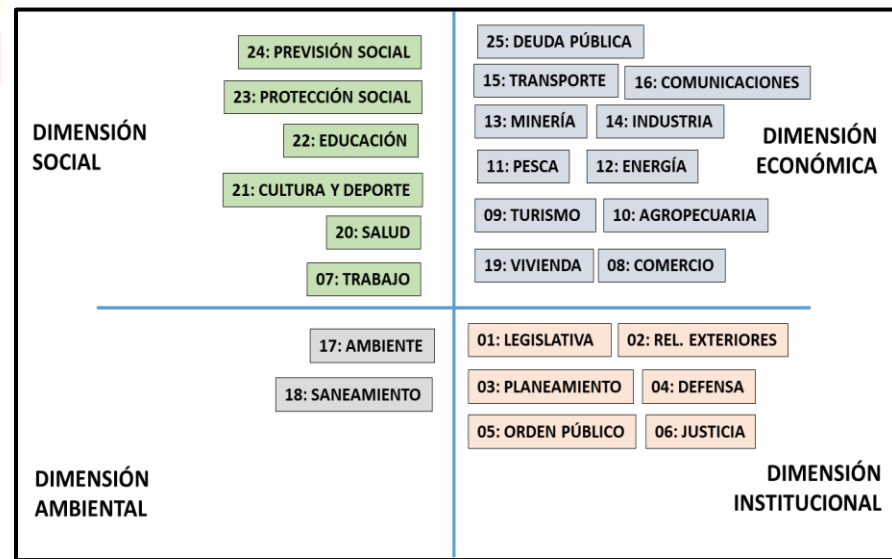 24: PREVISIÓN SOCIAL
23: PROTECCIÓN SOCIAL
DIMENSIÓN
SOCIAL
22: EDUCACIÓN
21: CULTURA Y DEPORTE
20: SALUD
07: TRABAJO
25: DEUDA PÚBLICA
15: TRANSPORTE
16: COMUNICACIONES
13: MINERÍA
14: INDUSTRIA
DIMENSIÓN
ECONÓMICA
11: PESCA
12: ENERGÍA
09: TURISMO
10: AGROPECUARIA
19: VIVIENDA
08: COMERCIO
17: AMBIENTE
18: SANEAMIENTO
DIMENSIÓN
AMBIENTAL
01: LEGISLATIVA
02: REL. EXTERIORES
03: PLANEAMIENTO
04: DEFENSA
05: ORDEN PÚBLICO
06: JUSTICIA
DIMENSIÓN
INSTITUCIONAL